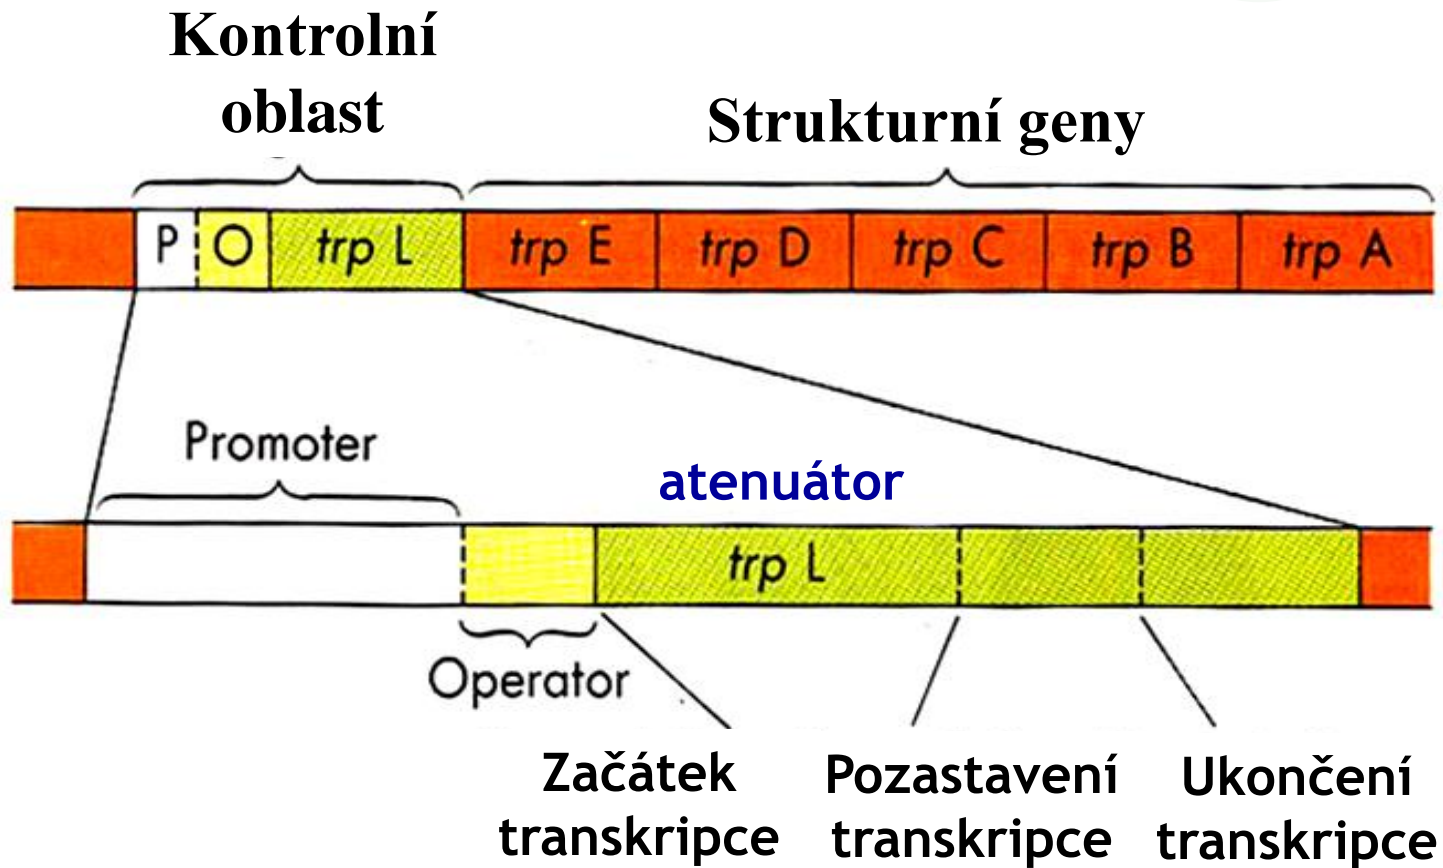 Kontrolní
oblast
Strukturní geny
P O trp L trp E trp D trp C trp B trp A
Promoter
atenuátor
trp L
Operator
Začátek
transkripce
Pozastavení
transkripce
Ukončení
transkripce